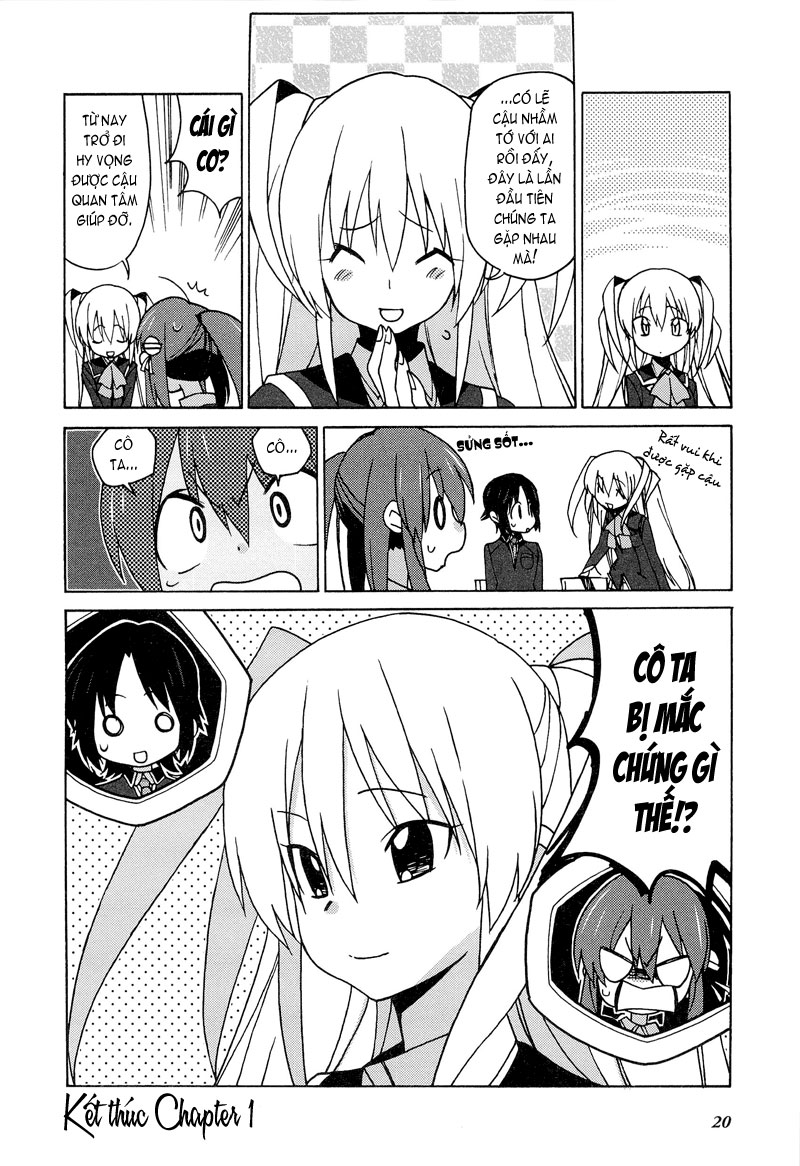 ...CÓ LẼ
CẬU NHẦM
TỚ VỚI AI
RỒI ĐẤY,
ĐÂY LÀ LẦN
ĐẦU TIÊN
CHÚNG TA
GẶP NHAU
MÀ!
CÁI GÌ
CƠ?
TỪ NAY
TRỞ ĐI
HY VỌNG
ĐƯỢC CẬU
QUAN TÂM
GIÚP ĐỠ.
Rất vui khi
được gặp cậu
SỬNG SỐT...
CÔ...
CÔ
TA...
CÔ TA
BỊ MẮC
CHỨNG GÌ
THẾ!?
Kết thúc Chapter 1
20